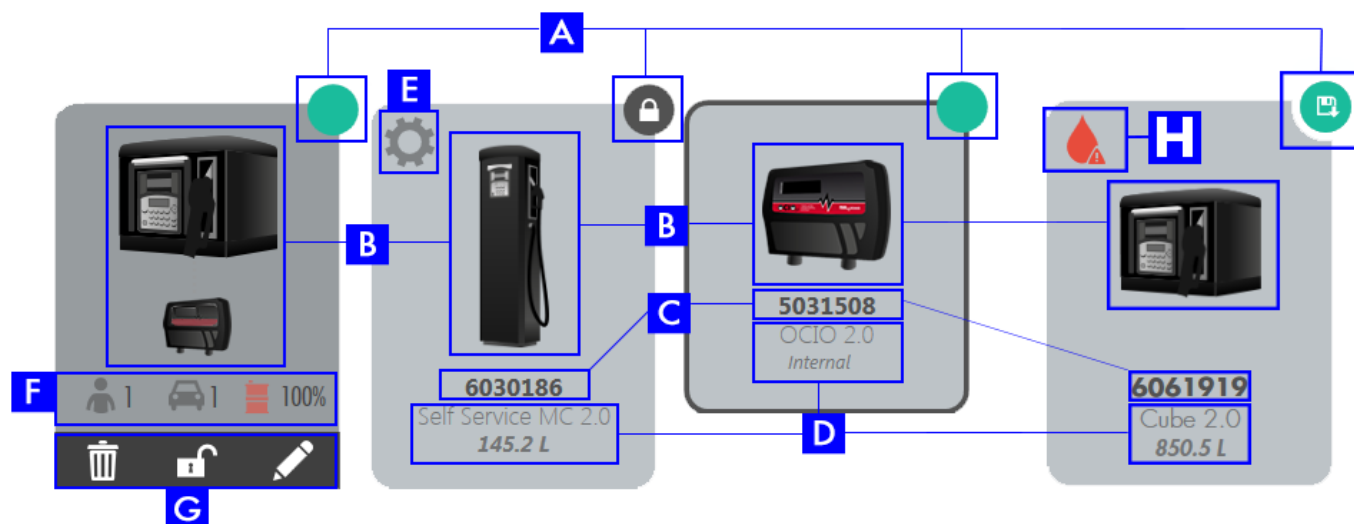 A
E
H
B
B
C
5031508
OCIO 2.0
Internal
6030186
6061919
F
1
1
100%
Self Service MC 2.0
145.2 L
D
Cube 2.0
850.5 L
G